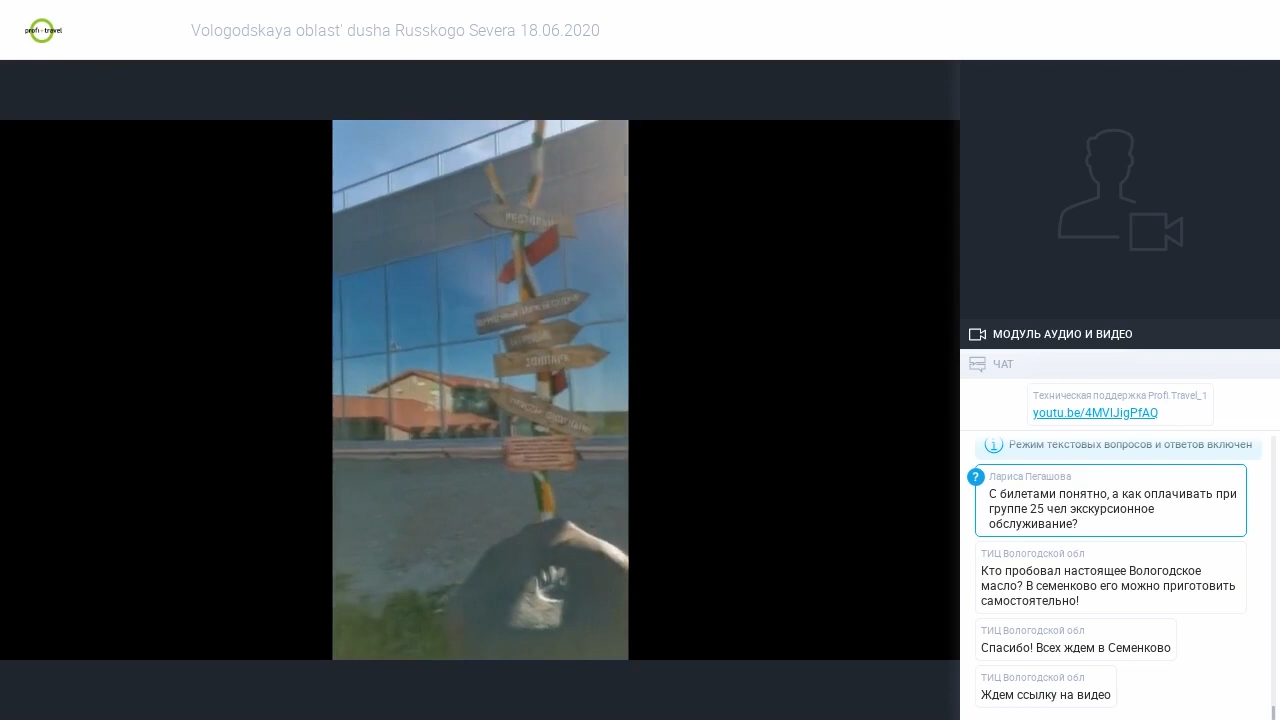 profi travel
Vologodskaya oblast' dusha Russkogo Severa 18.06.2020
РЕСТОРАН
ЗООПАРК
МОДУЛЬ АУДИО И ВИДЕО
ЧАТ
Техническая поддержка Profi.Travel_1
youtu.be/4MVlJigPfAQ
Режим текстовых вопросов и ответов включен
?
Лариса Пегашова
С билетами понятно, а как оплачивать при
группе 25 чел экскурсионное
обслуживание?
ТИЦ Вологодской обл
Кто пробовал настоящее Вологодское
масло? В семенково его можно приготовить
самостоятельно!
ТИЦ Вологодской обл
Спасибо! Всех ждем в Семенково
ТИЦ Вологодской обл
Ждем ссылку на видео